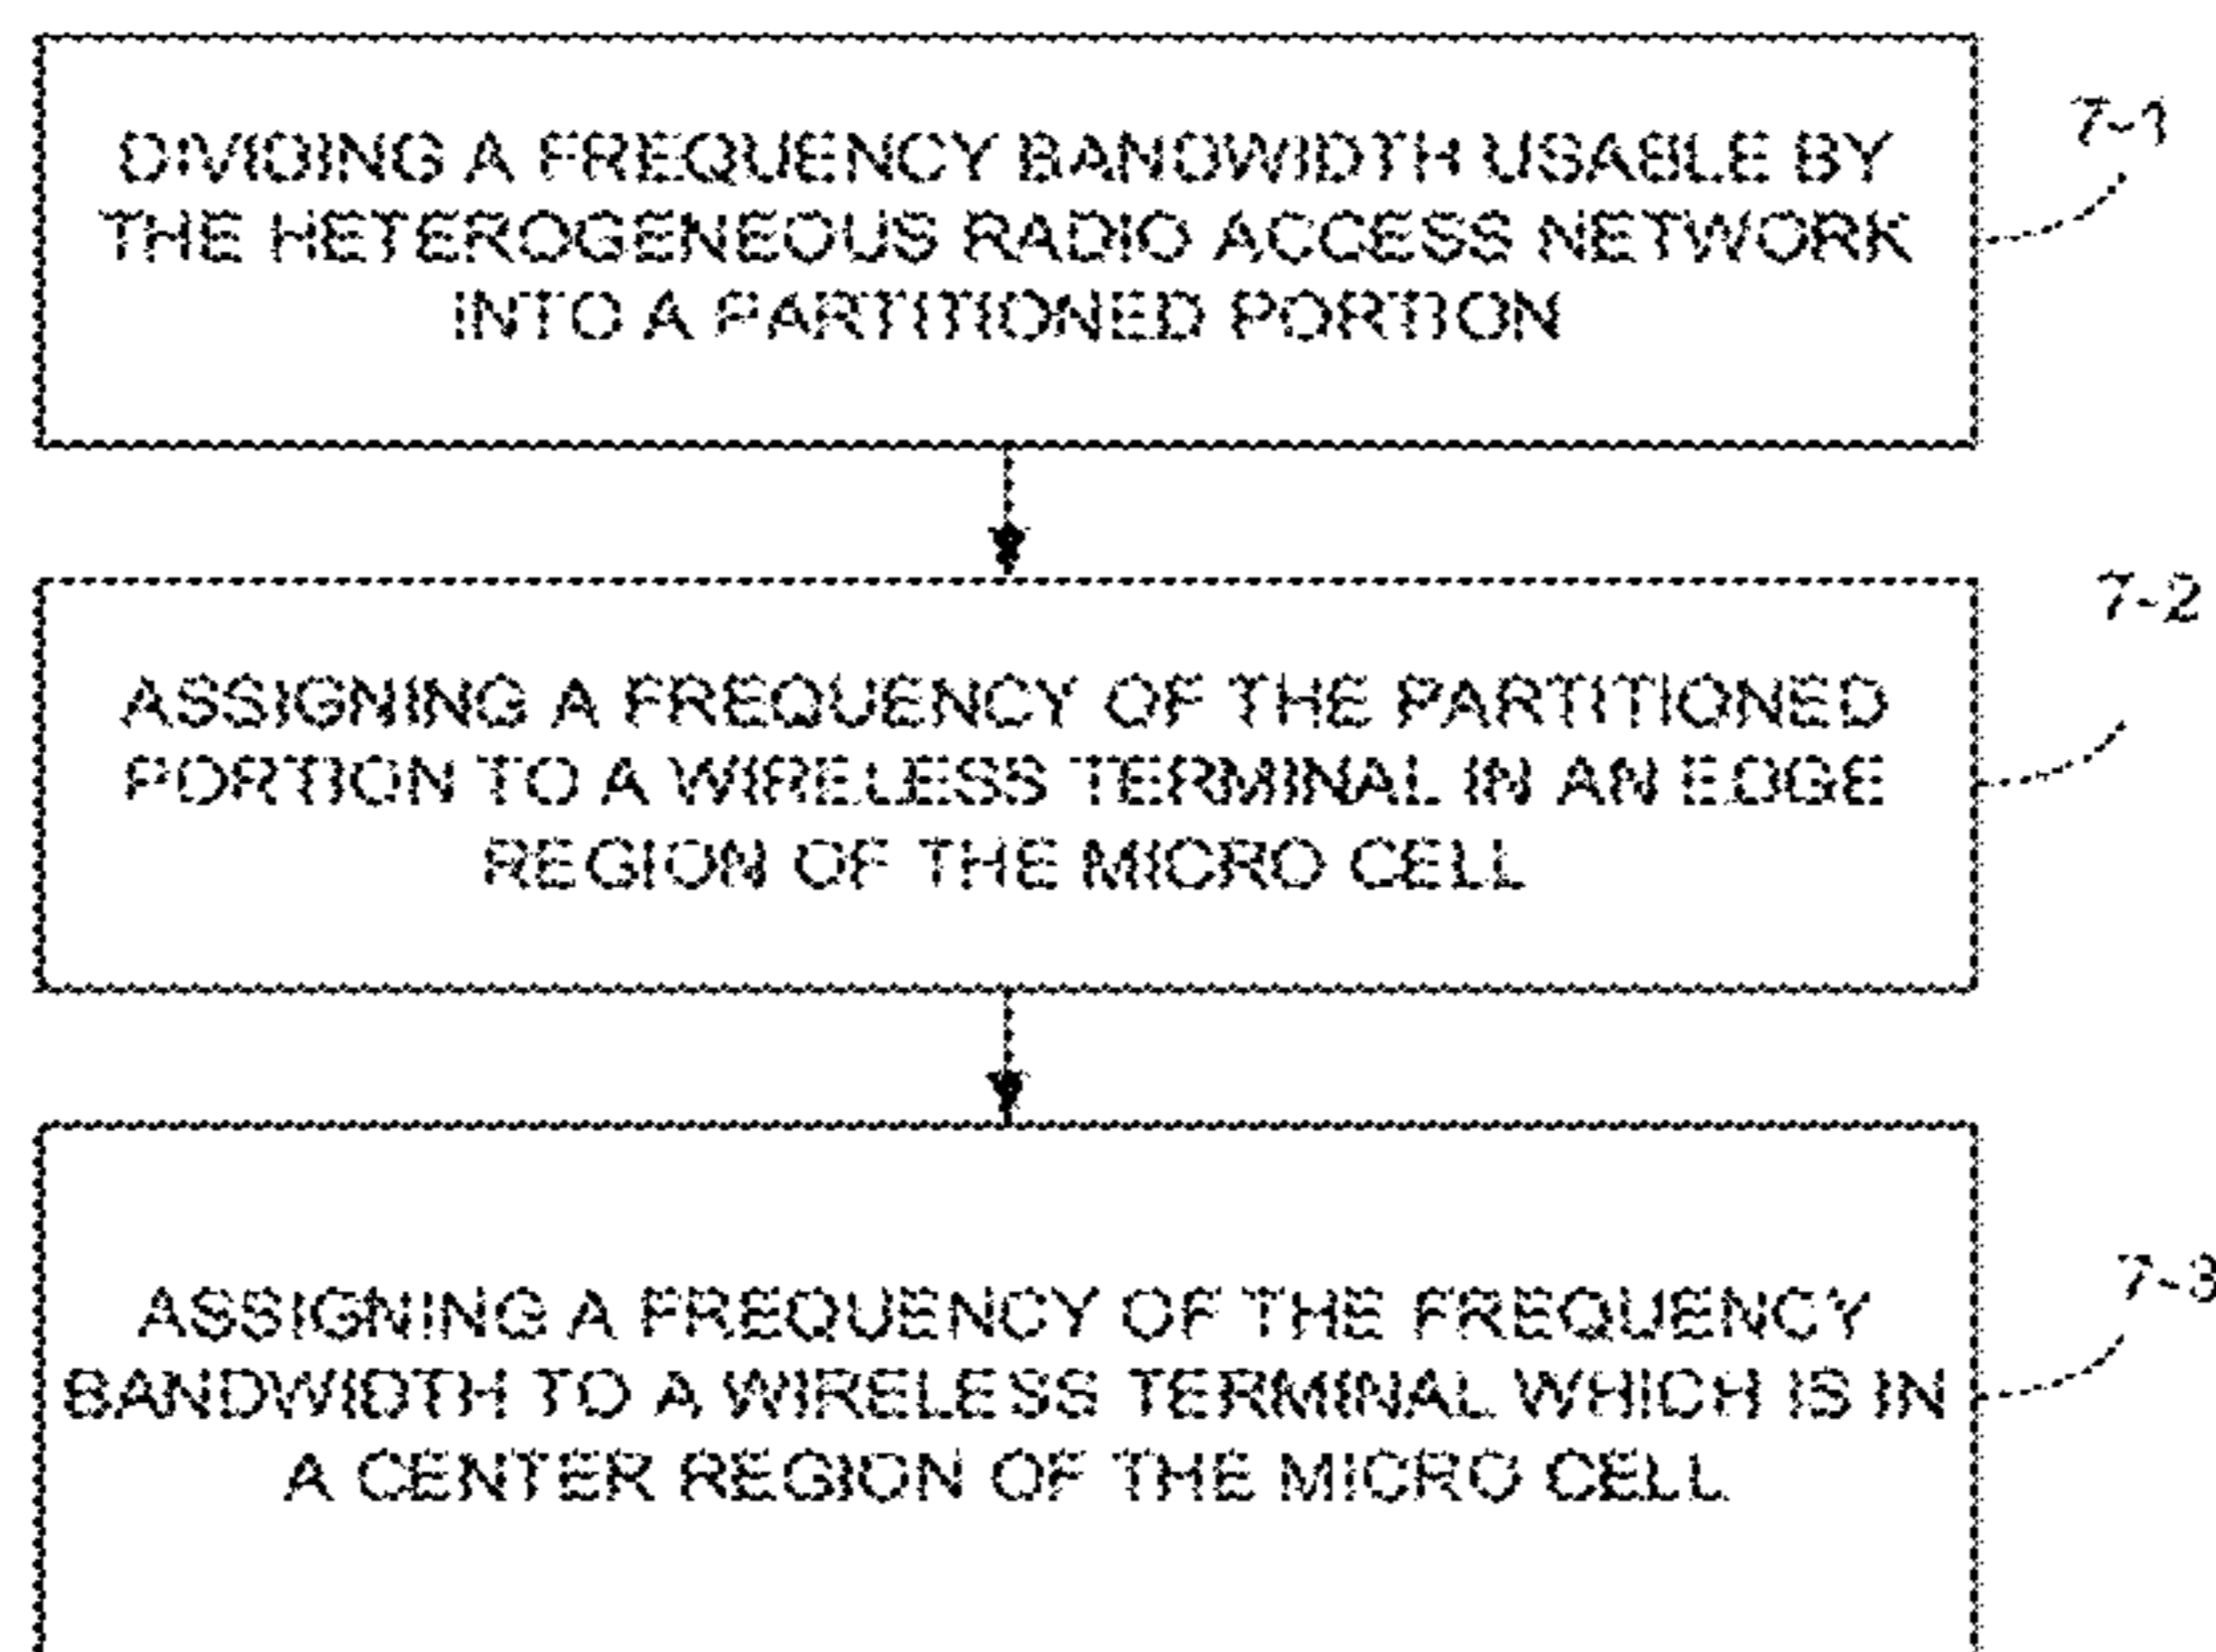 DIVIDING A FREQUENCY BANDWIDTH USABLE BY
THE HETEROGENEOUS RADIO ACCESS NETWORK
INTO A PARTITIONED PORTION
7-1
ASSIGNING A FREQUENCY OF THE PARTITIONED
PORTION TO A WIRELESS TERMINAL IN AN EDGE
REGION OF THE MICRO CELL
7-2
ASSIGNING A FREQUENCY OF THE FREQUENCY
BANDWIDTH TO A WIRELESS TERMINAL WHICH IS IN
A CENTER REGION OF THE MICRO CELL
7-3